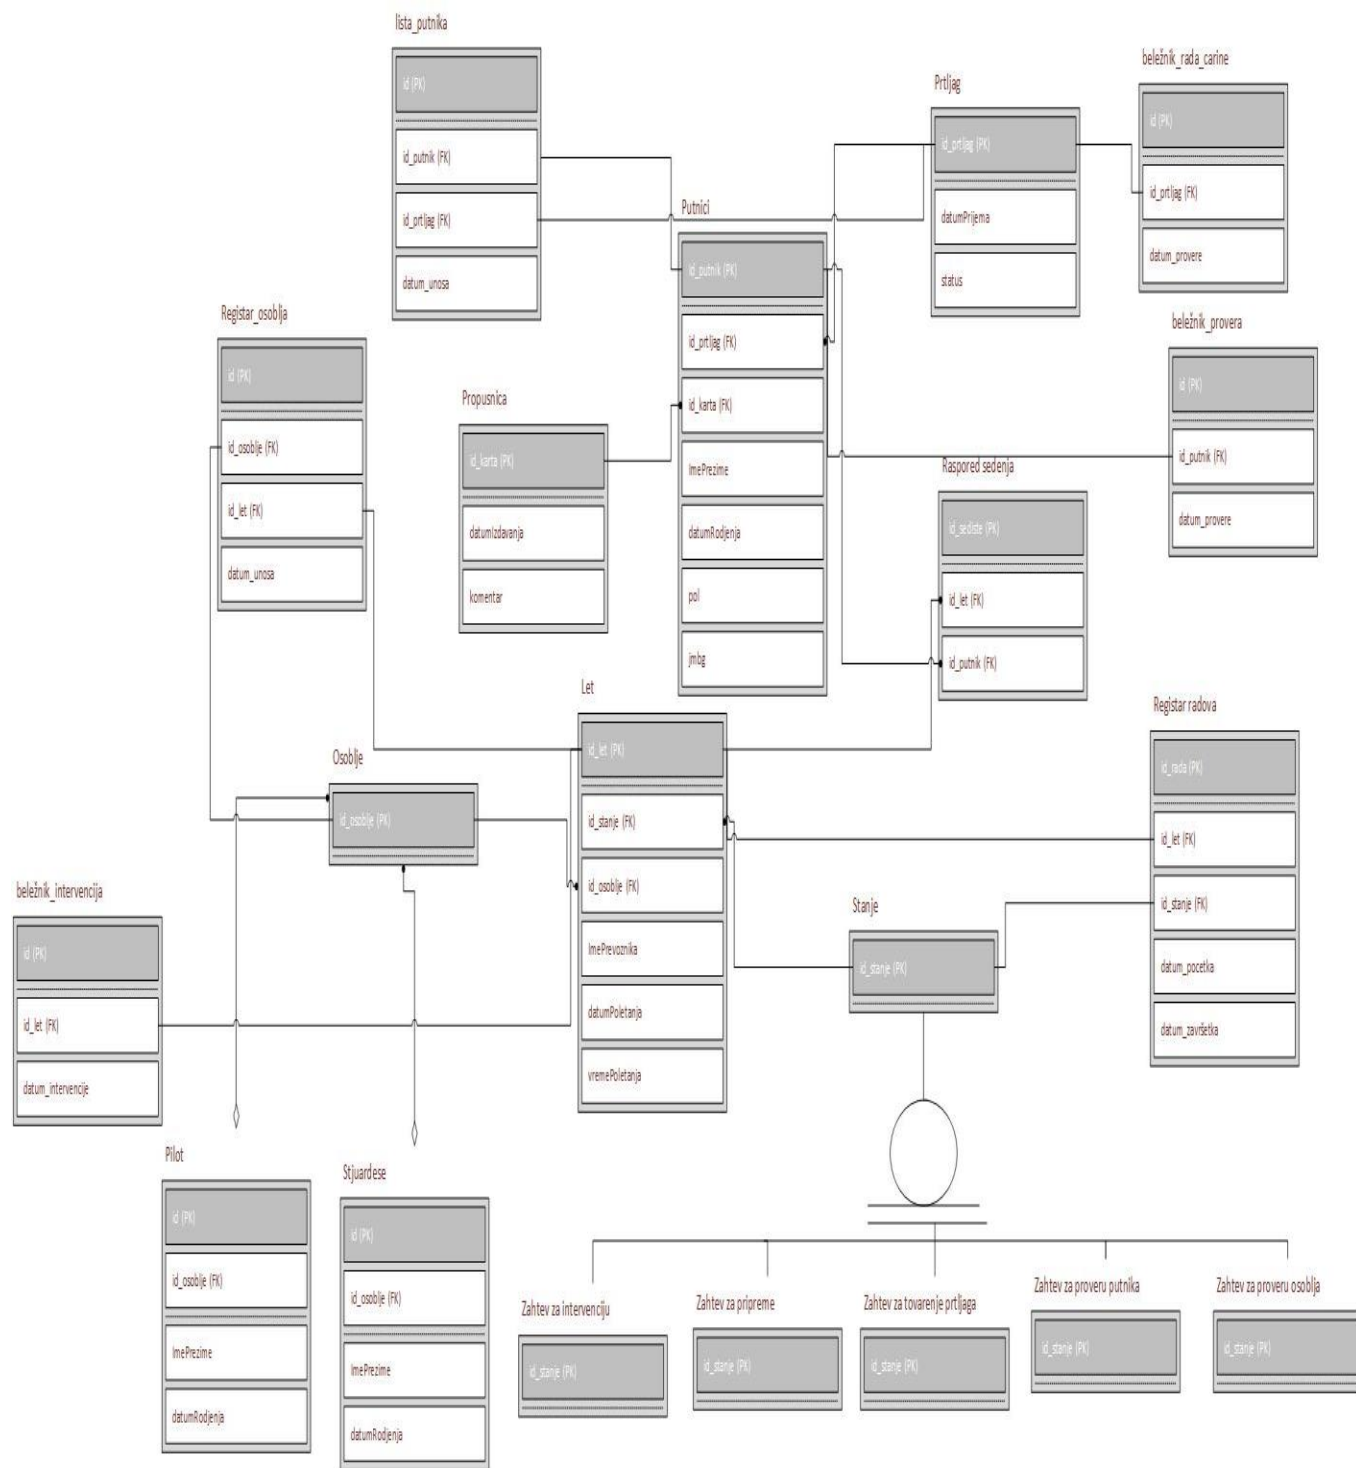 lista_putnika
id (PK)
id_putnik (FK)
id_prtljag (FK)
datum_unosa
Prtljag
id_prtljag (PK)
datumPrijema
status
beležnik_rada_carine
id (PK)
id_prtljag (FK)
datum_provere
Putnici
id_putnik (PK)
id_prtljag (FK)
id_karta (FK)
ImePrezime
datumRodjenja
pol
jmbg
Registar_osoblja
id (PK)
id_osoblje (FK)
id_let (FK)
datum_unosa
Propusnica
id_karta (PK)
datumIzdavanja
komentar
beležnik_provera
id (PK)
id_putnik (FK)
datum_provere
Raspored sedenja
id_sediste (PK)
id_let (FK)
id_putnik (FK)
Let
id_let (PK)
id_stanje (FK)
id_osoblje (FK)
ImePrevoznika
datumPoletanja
vremePoletanja
Osoblje
id_osoblje (PK)
Registar radova
id_rada (PK)
id_let (FK)
id_stanje (FK)
datum_pocetka
datum_završetka
beležnik_intervencija
id (PK)
id_let (FK)
datum_intervencije
Stanje
id_stanje (PK)
Pilot
id (PK)
id_osoblje (FK)
ImePrezime
datumRodjenja
Stjuardese
id (PK)
id_osoblje (FK)
ImePrezime
datumRodjenja
Zahtev za intervenciju
id_stanje (PK)
Zahtev za pripreme
id_stanje (PK)
Zahtev za tovarenje prtljaga
id_stanje (PK)
Zahtev za proveru putnika
id_stanje (PK)
Zahtev za proveru osoblja
id_stanje (PK)